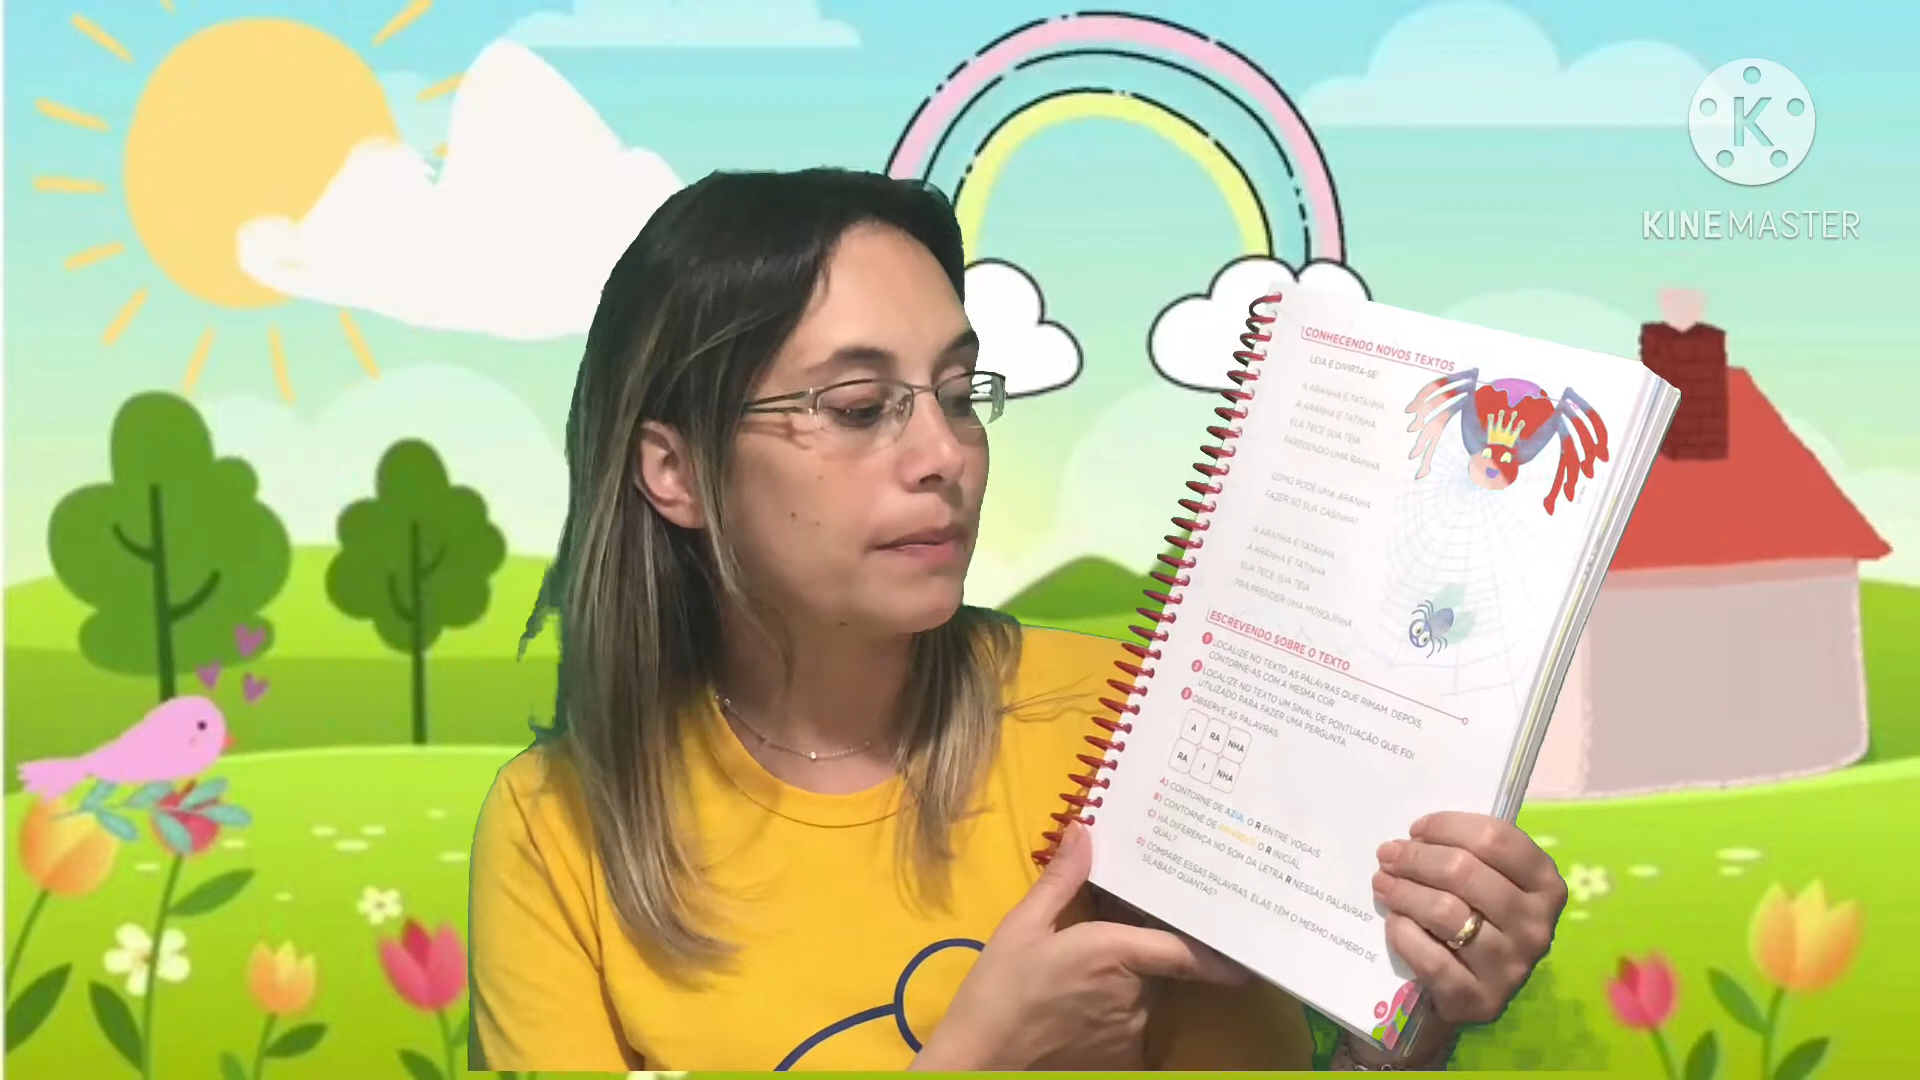 KINEMASTER
CONHECENDO NOVOS TEXTOS
LEIA E DIVIRTA-SE!
A ARANHA E TATANHA
A ARANHA E TATINHA
ELA TECE SUA TEIA
PARECENDO UMA RAINHA
COMO PODE UMA ARANHA
FAZER SÓ SUA CASINHA?
A ARANHA E TATANHA
A ARANHA E TATINHA
ELA TECE SUA TEIA
PRA PRENDER UMA MOSQUINHA
ESCREVENDO SOBRE O TEXTO
1 LOCALIZE NO TEXTO AS PALAVRAS QUE RIMAM. DEPOIS,
CONTORNE-AS COM A MESMA COR.
2 LOCALIZE NO TEXTO UM SINAL DE PONTUAÇÃO QUE FOI
UTILIZADO PARA FAZER UMA PERGUNTA.
3 OBSERVE AS PALAVRAS:
A RA NHA
RA I NHA
A) CONTORNE DE AZUL O R ENTRE VOGAIS.
B) CONTORNE DE AMARELO O R INICIAL.
C) HÁ DIFERENÇA NO SOM DA LETRA R NESSAS PALAVRAS?
QUAL?
D) COMPARE ESSAS PALAVRAS. ELAS TÊM O MESMO NÚMERO DE
SÍLABAS? QUANTAS?